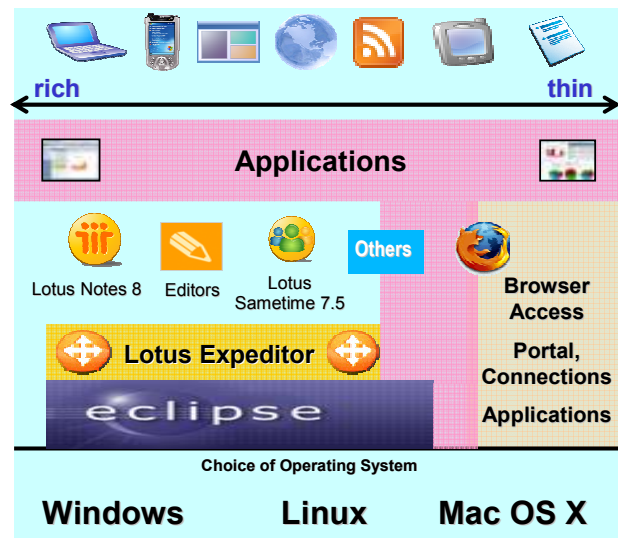 rich thin
Applications
Others
Lotus Notes 8 Editors Lotus
Sametime 7.5
Browser
Access
Lotus Expeditor
Portal,
Connections
eclipse
Applications
Choice of Operating System
Windows Linux Mac OS X